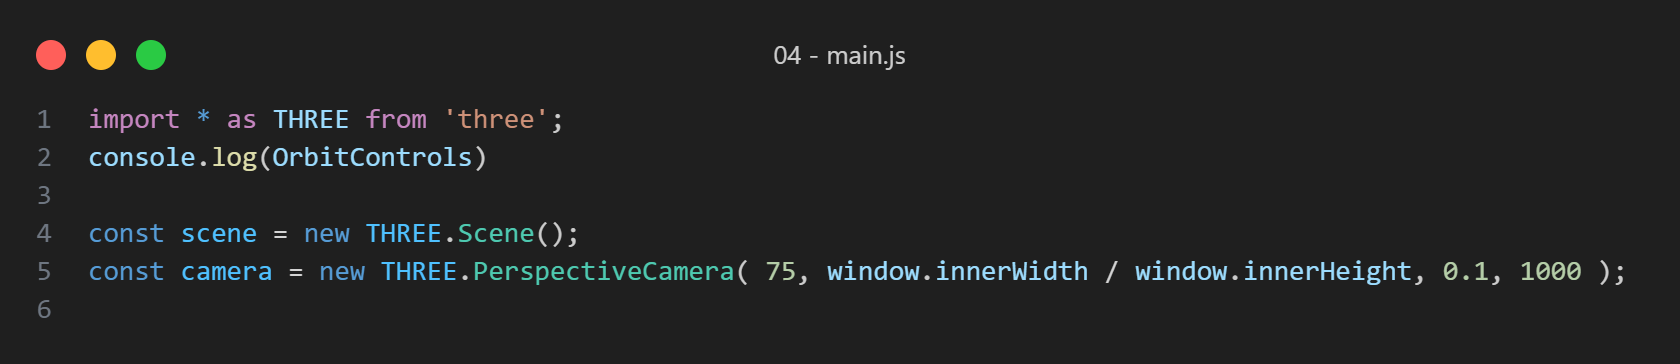 04 - main.js
1 import * as THREE from 'three';
2 console.log(OrbitControls)
3
4 const scene = new THREE.Scene();
5 const camera = new THREE.PerspectiveCamera( 75, window.innerWidth / window.innerHeight, 0.1, 1000 );
6